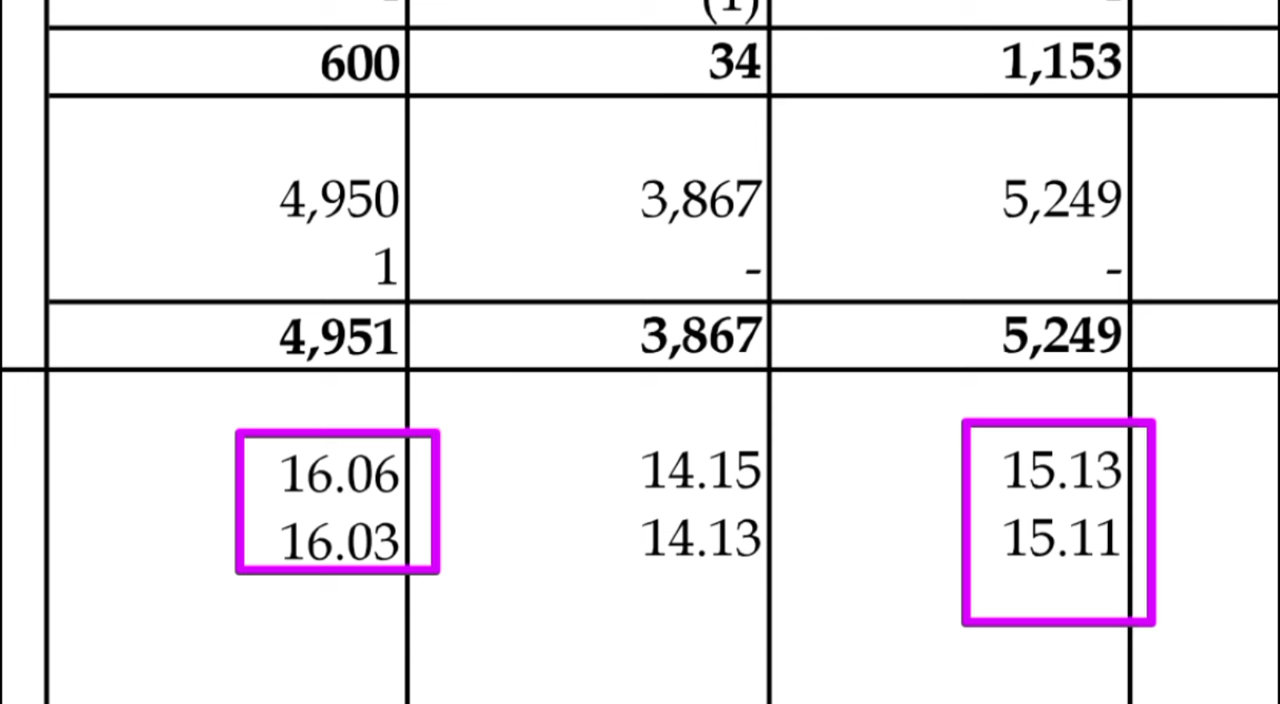 (1)
600 34 1,153
4,950 3,867 5,249
1 - -
4,951 3,867 5,249
16.06 14.15 15.13
16.03 14.13 15.11